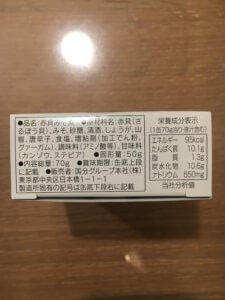 ●品名：赤貝みそ煮●原材料名：赤貝(さ
るぼう貝)、みそ、砂糖、清酒、しょうが、山
椒、唐辛子、食塩、増粘剤(加工でん粉、
グァーガム)、調味料(アミノ酸等)、甘味料
(カンゾウ、ステビア) ●固形量：50g
●内容総量：70g ●賞味期限：缶底上段
に記載 ●販売者：国分グループ本社(株)
東京都中央区日本橋1-1-1
製造所固有の記号は缶底下段右に記載
栄養成分表示
(1缶70g当り・液汁含む)
エネルギー 95kcal
たんぱく質 10.1g
脂質 1.3g
炭水化物 10.6g
ナトリウム 550mg
当社分析値